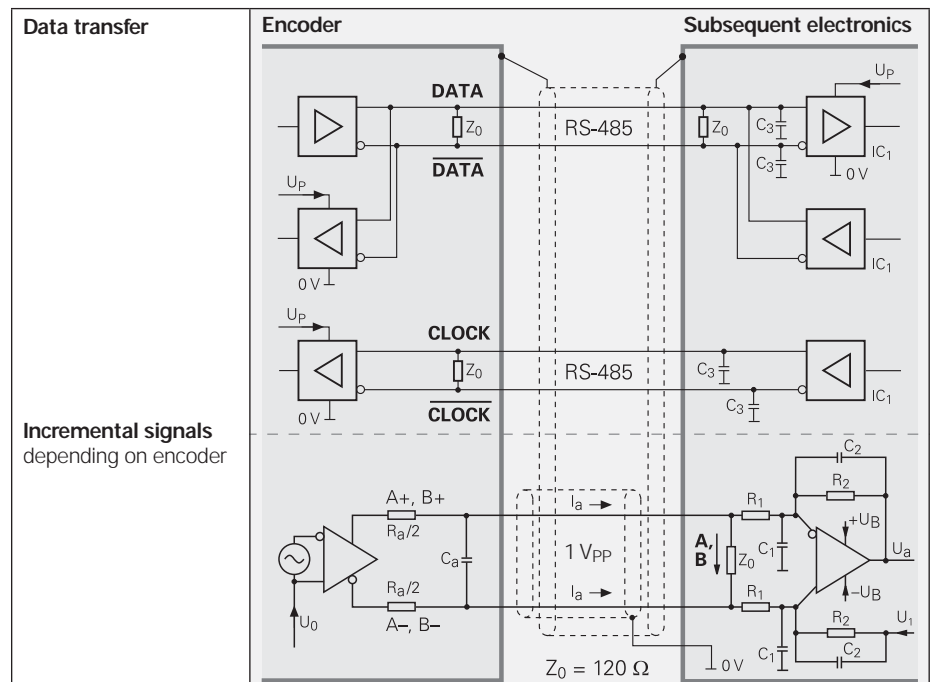 Data transfer
Encoder
Subsequent electronics
DATA
Z0
RS-485
Z0
C3
UP
IC1
DATA
C3
0 V
UP
0 V
IC1
UP
CLOCK
Z0
RS-485
C3
IC1
0 V
CLOCK
C3
Incremental signals
depending on encoder
A+, B+
Ra/2
Ca
Ia
1 VPP
R1
C2
R2
+UB
Ua
A,
B
Z0
C1
Ra/2
A–, B–
U0
Ia
R1
–UB
R2
U1
C1
C2
Z0 = 120 Ω
0 V